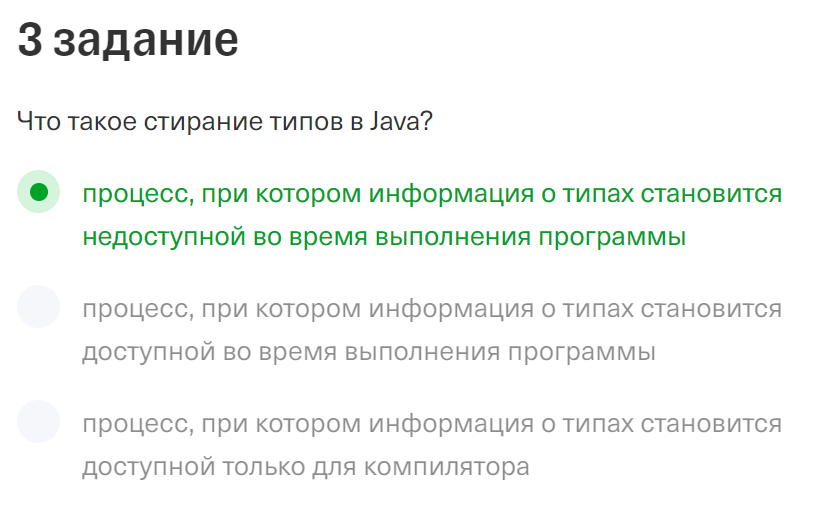 3 задание
Что такое стирание типов в Java?
процесс, при котором информация о типах становится
недоступной во время выполнения программы
процесс, при котором информация о типах становится
доступной во время выполнения программы
процесс, при котором информация о типах становится
доступной только для компилятора